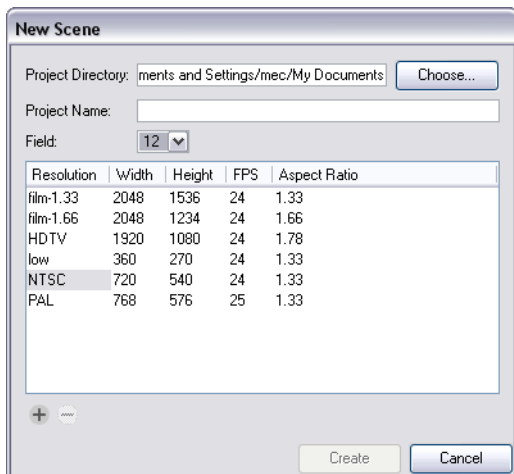 New Scene
Project Directory: ments and Settings/mec/My Documents Choose...
Project Name:
Field: 12
Resolution Width Height FPS Aspect Ratio
film-1.33 2048 1536 24 1.33
film-1.66 2048 1234 24 1.66
HDTV 1920 1080 24 1.78
low 360 270 24 1.33
NTSC 720 540 24 1.33
PAL 768 576 25 1.33
Create Cancel